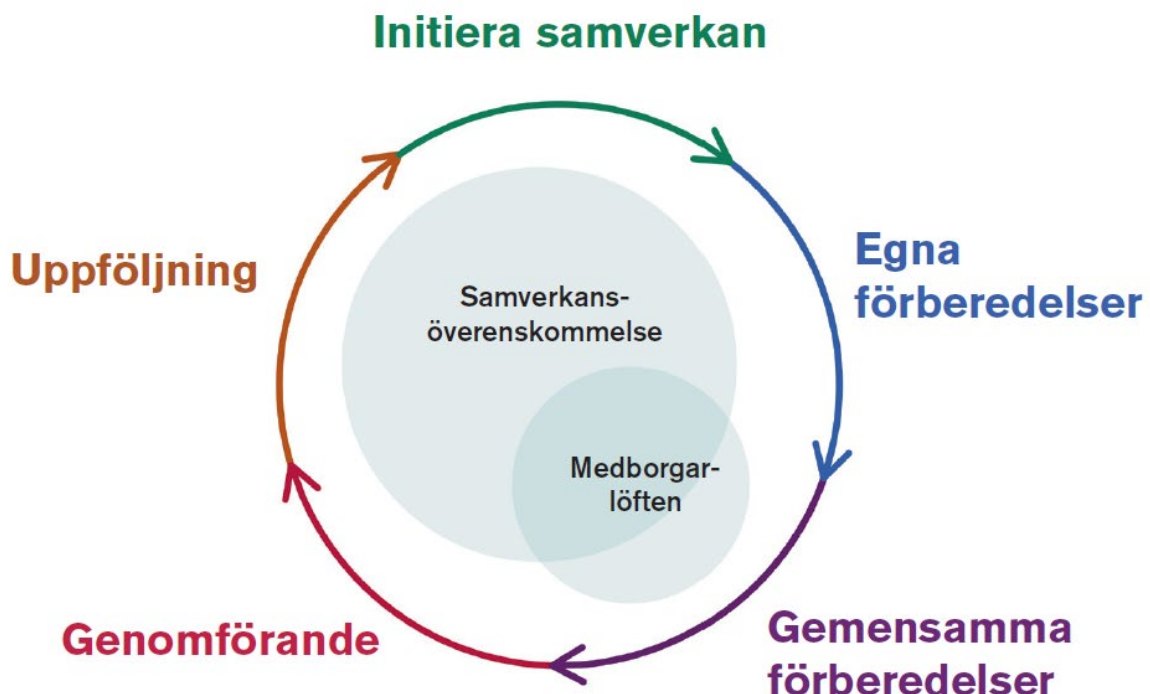 Initiera samverkan
Egna
förberedelser
Gemensamma
förberedelser
Genomförande
Uppföljning
Samverkans-
överenskommelse
Medborgar-
löften